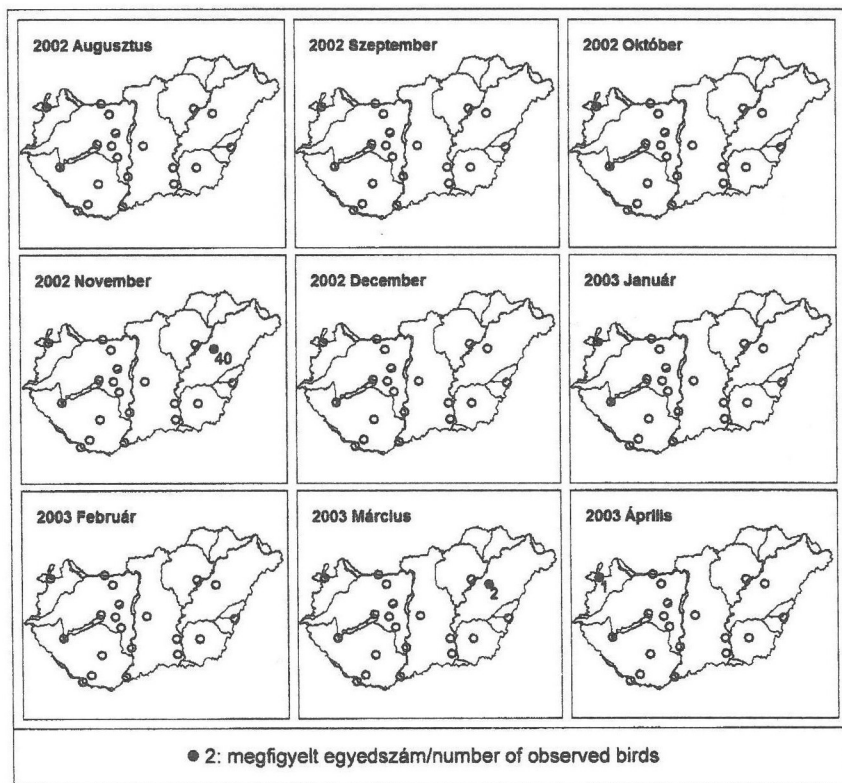 2002 Augusztus
2002 Szeptember
2002 Október
2002 November
40
2002 December
2003 Január
2003 Február
2003 Március
2
2003 Április
1
● 2: megfigyelt egyedszám/number of observed birds